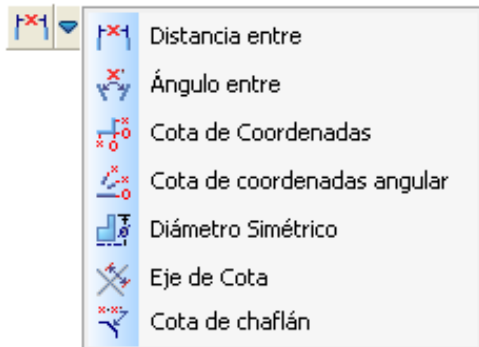 Distancia entre
Ángulo entre
Cota de Coordenadas
Cota de coordenadas angular
Diámetro Simétrico
Eje de Cota
Cota de chaflán